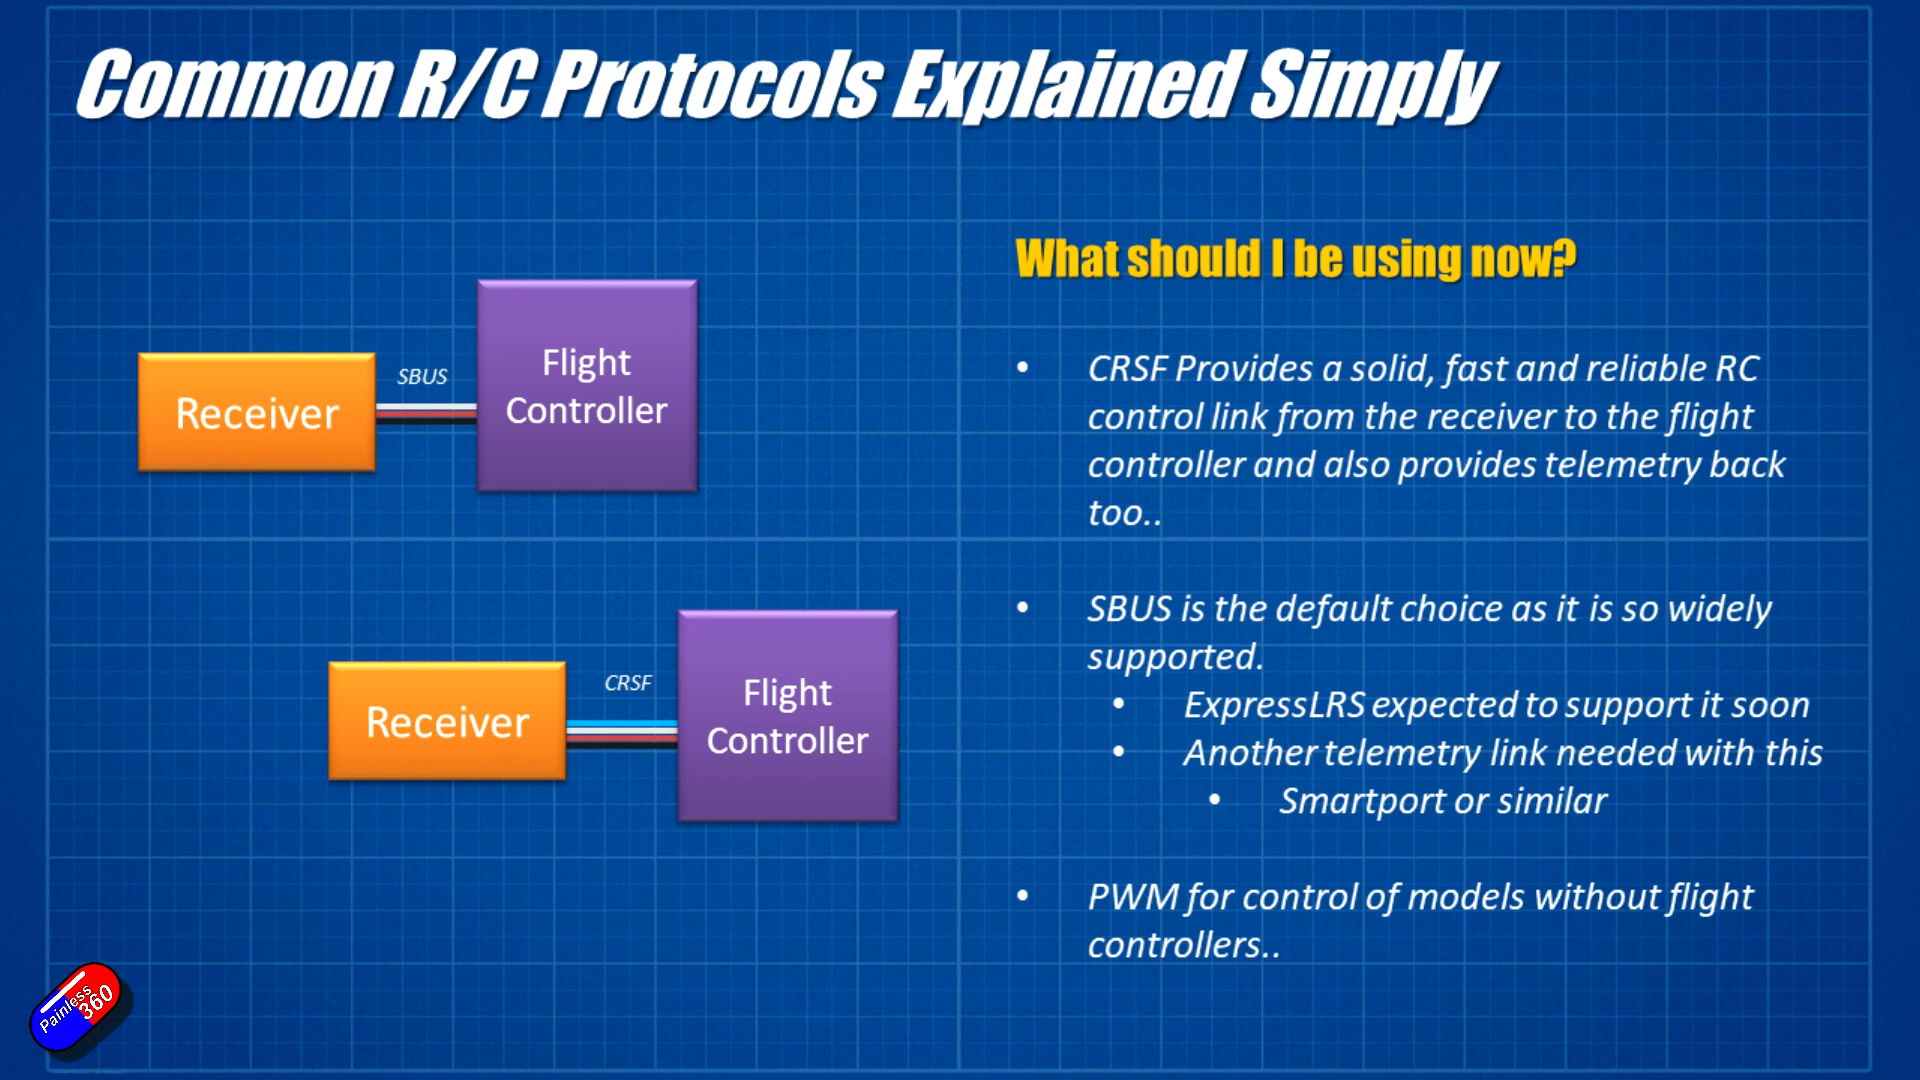 Common R/C Protocols Explained Simply
What should I be using now?
SBUS
Receiver
Flight
Controller
CRSF
Receiver
Flight
Controller
• CRSF Provides a solid, fast and reliable RC
control link from the receiver to the flight
controller and also provides telemetry back
too..
• SBUS is the default choice as it is so widely
supported.
• ExpressLRS expected to support it soon
• Another telemetry link needed with this
• Smartport or similar
• PWM for control of models without flight
controllers..
Painless
360